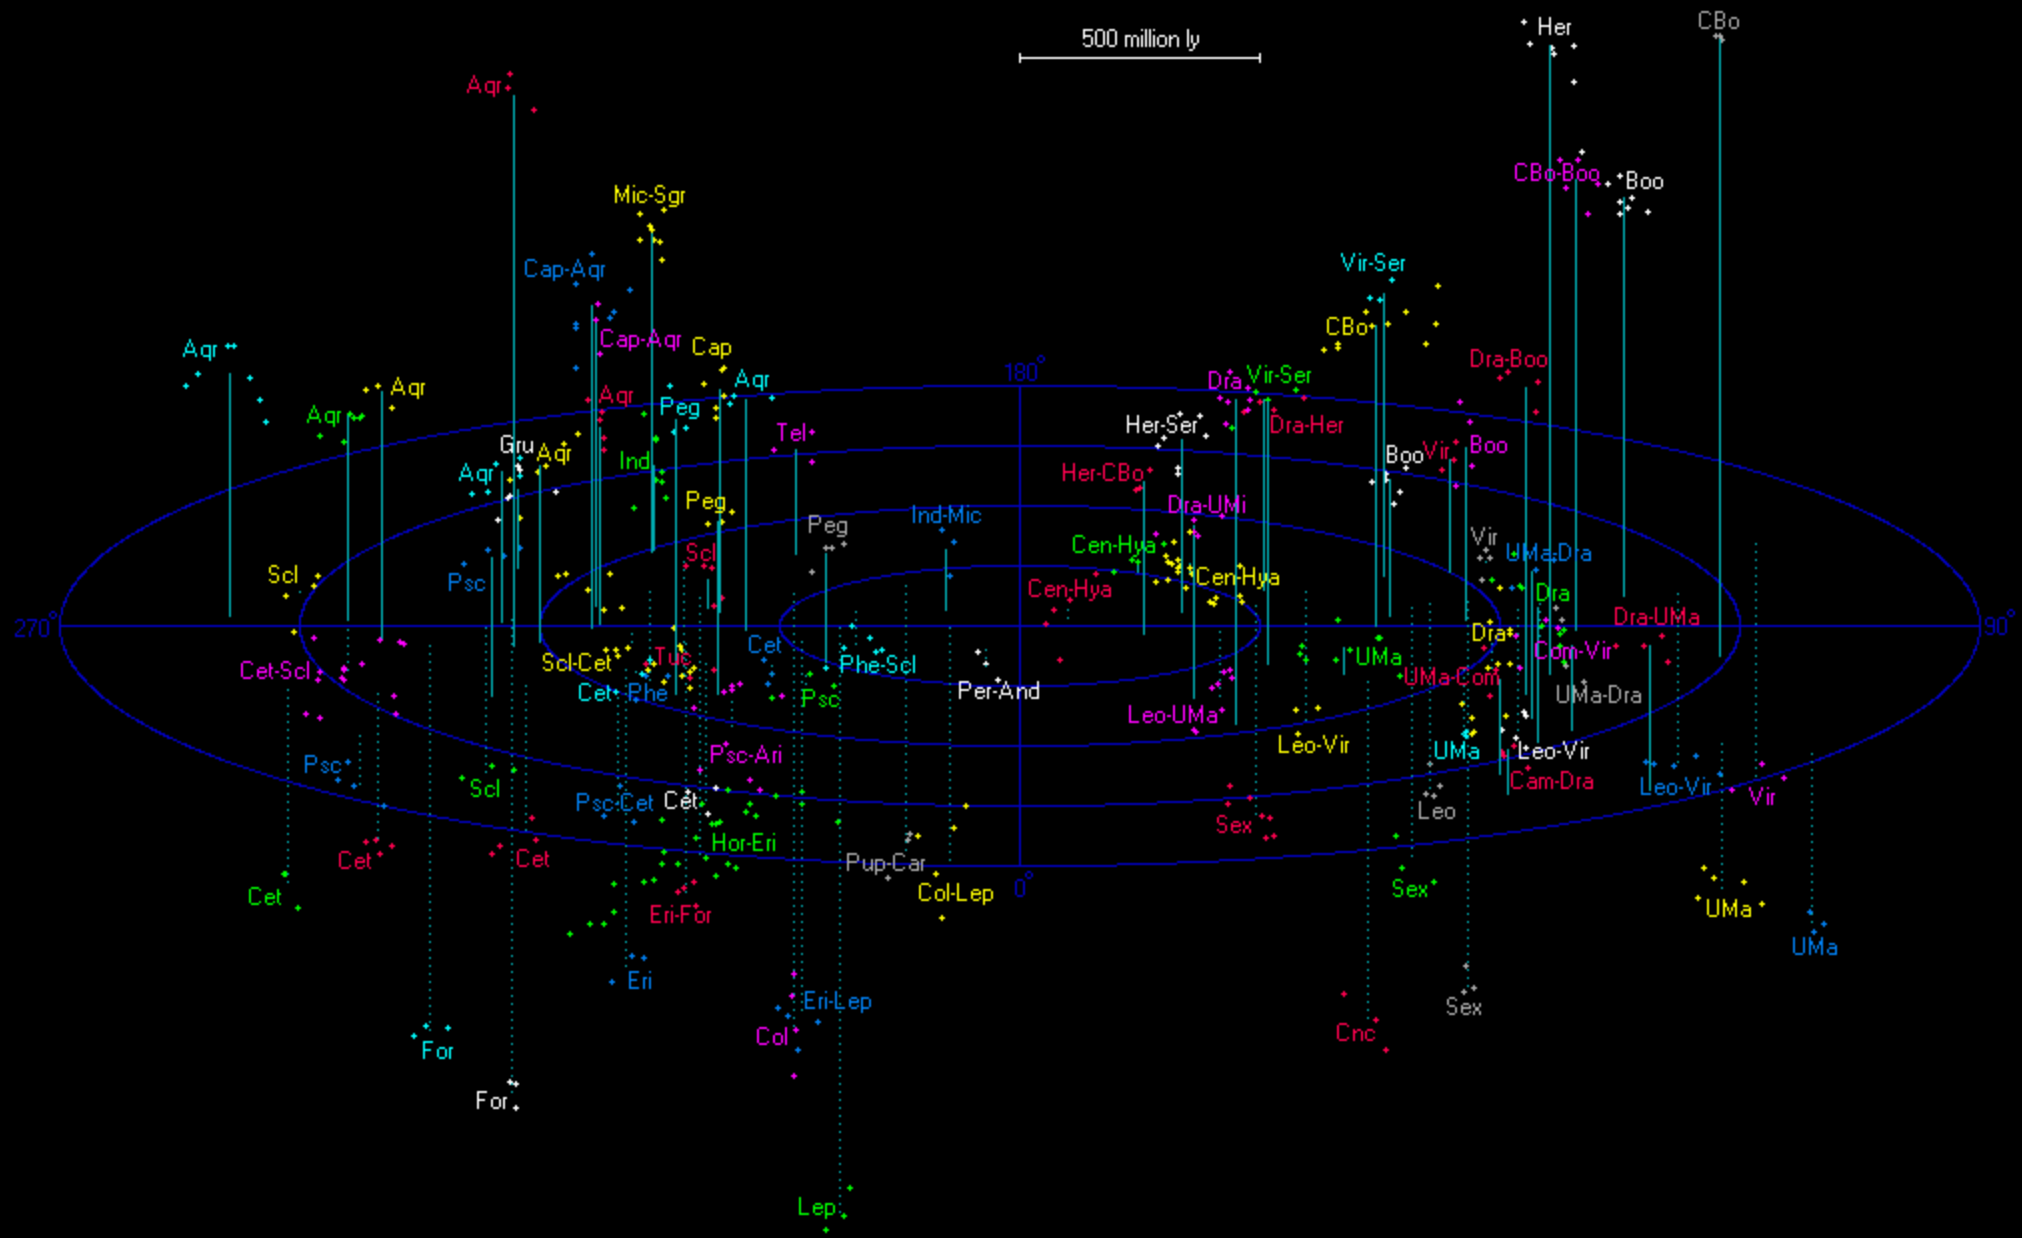 CBo
Her
500 million ly
Aqr
CBo-Boo
Boo
Mic-Sgr
Vir-Ser
Cap-Aqr
CBo
Cap-Aqr
Cap
Aqr
Dra-Boo
180°
Vir-Ser
Dra
Aqr
Aqr
Aqr
Peg
Aqr
Her-Ser
Dra-Her
Tel
Gru
Aqr
Boo
Vir
Boo
Ind
Aqr
Her-CBo
Peg
Dra-UMi
Ind-Mic
Peg
Vir
Cen-Hya
Scl
UMa-Dra
Scl
Psc
Cen-Hya
Cen-Hya
Dra
Dra-UMa
270°
90°
Dra
Cet
Com-Vir
Scl-Cet
Tuc
UMa
Phe-Scl
Cet-Scl
UMa-Com
Cet
Phe
Per-And
UMa-Dra
Psc
Leo-UMa
Leo-Vir
UMa
Leo-Vir
Psc-Ari
Psc
Cam-Dra
Scl
Leo-Vir
Vir
Psc-Cet
Cet
Leo
Sex
Hor-Eri
Cet
Cet
Pup-Car
0°
Sex
Cet
Col-Lep
UMa
Eri-For
UMa
Eri
Eri-Lep
Sex
Col
Cnc
For
For
Lep